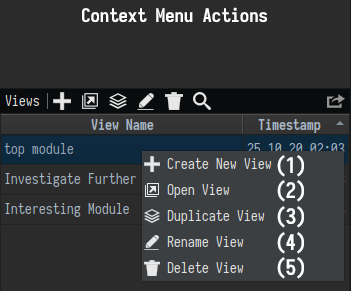 Context Menu Actions
Views
View Name Timestamp
top module 25.10.20 02:03
Create New View (1)
Investigate Further
Open View (2)
Interesting Module
Duplicate View (3)
Rename View (4)
Delete View (5)